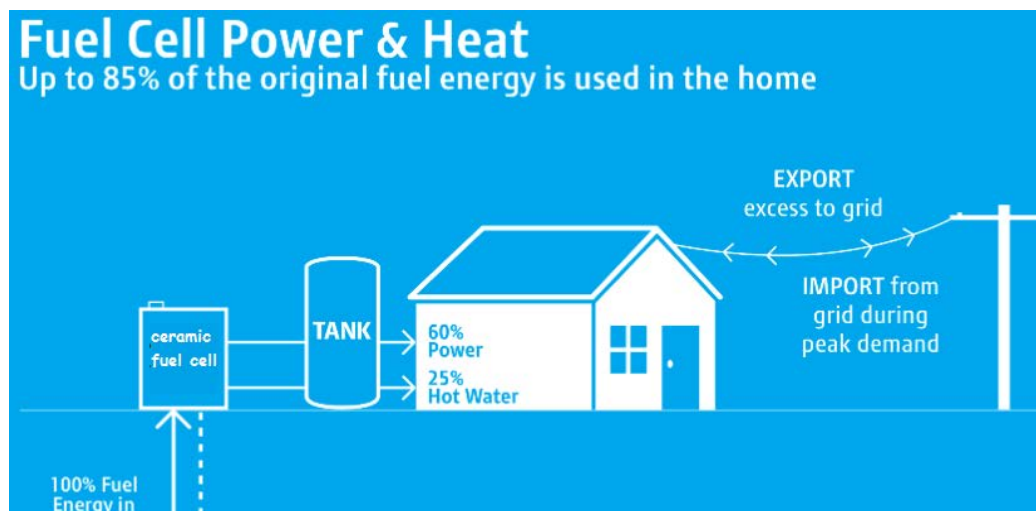 Fuel Cell Power & Heat
Up to 85% of the original fuel energy is used in the home
EXPORT
excess to grid
IMPORT from
grid during
peak demand
ceramic
fuel cell
TANK
60%
Power
25%
Hot Water
100% Fuel
Energy in